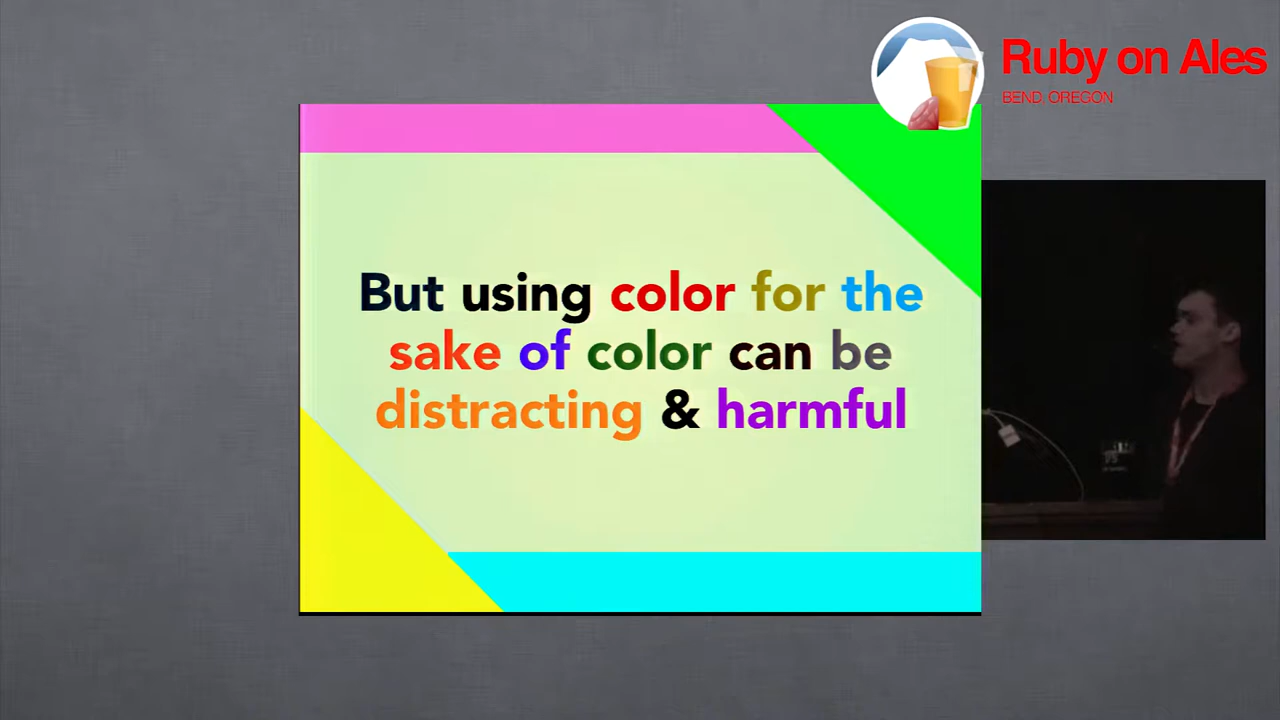 Ruby on Ales
BEND, OREGON
But using color for the
sake of color can be
distracting & harmful